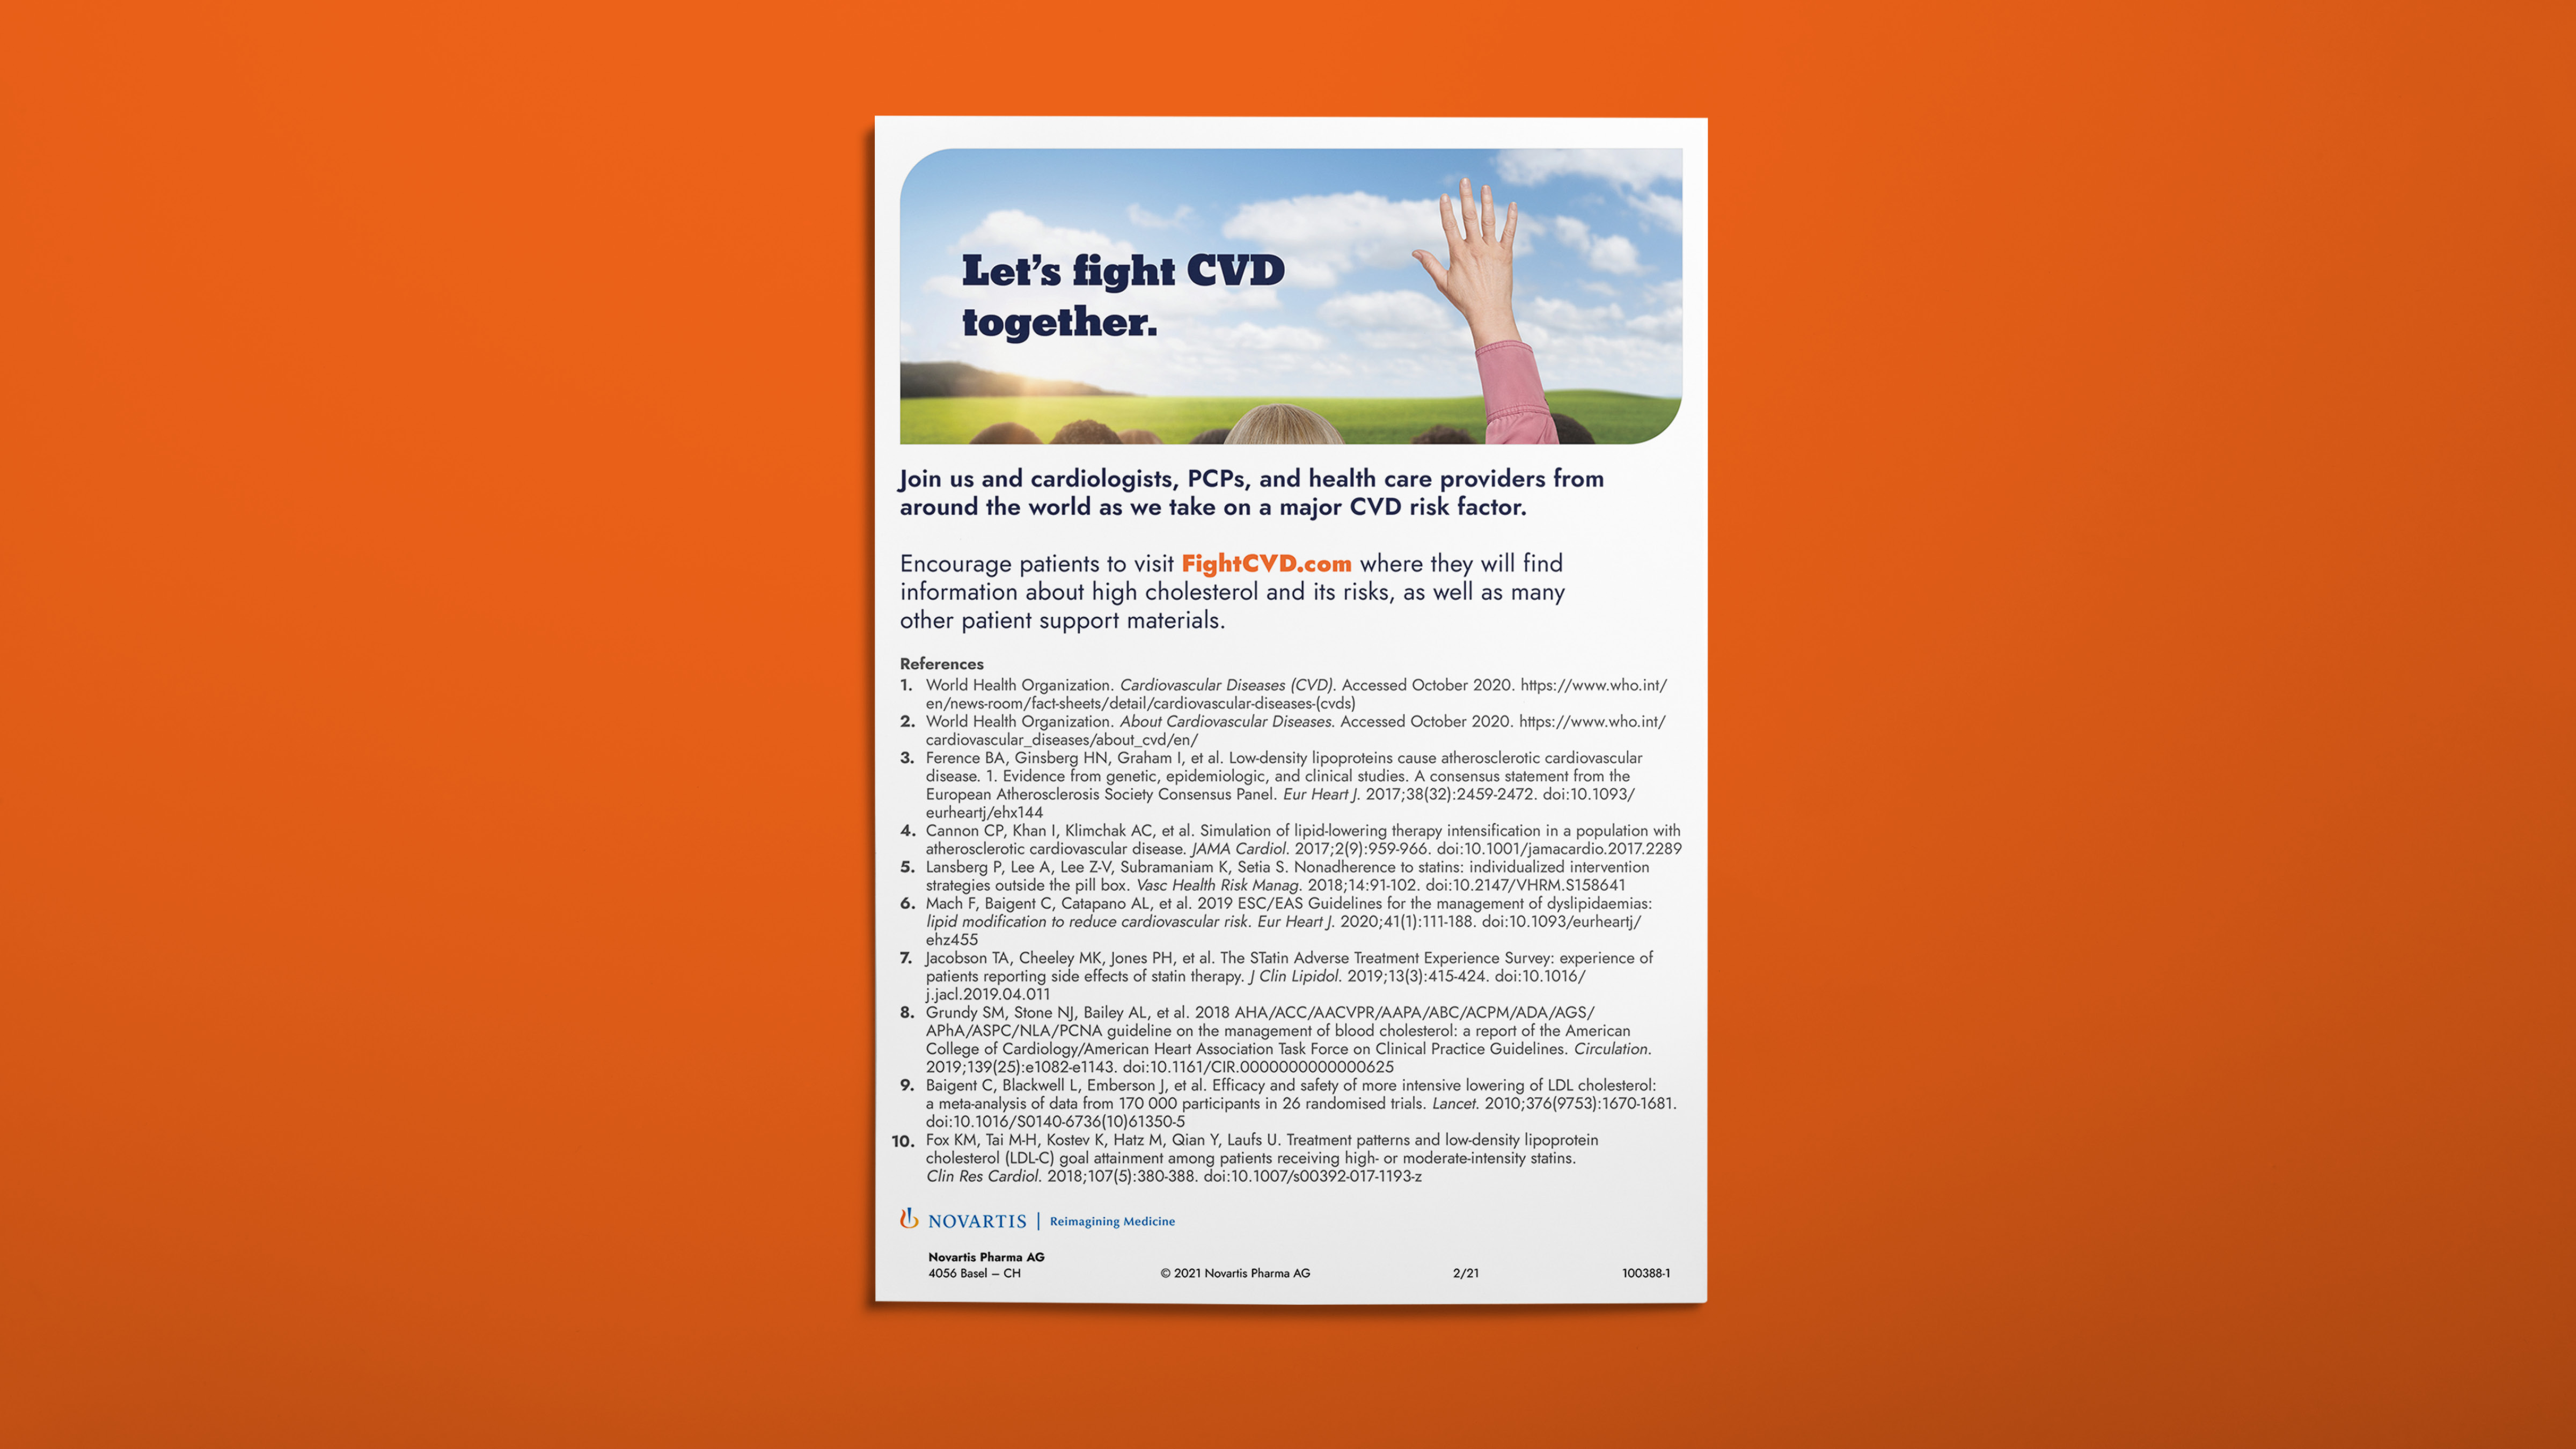 Let's fight CVD
together.
Join us and cardiologists, PCPs, and health care providers from
around the world as we take on a major CVD risk factor.
Encourage patients to visit FightCVD.com where they will find
information about high cholesterol and its risks, as well as many
other patient support materials.
References
1. World Health Organization. Cardiovascular Diseases (CVD). Accessed October 2020. https://www.who.int/
en/news-room/fact-sheets/detail/cardiovascular-diseases-(cvds)
2. World Health Organization. About Cardiovascular Diseases. Accessed October 2020. https://www.who.int/
cardiovascular_diseases/about_cvd/en/
3. Ference BA, Ginsberg HN, Graham I, et al. Low-density lipoproteins cause atherosclerotic cardiovascular
disease. 1. Evidence from genetic, epidemiologic, and clinical studies. A consensus statement from the
European Atherosclerosis Society Consensus Panel. Eur Heart J. 2017;38(32):2459-2472. doi:10.1093/
eurheartj/ehx144
4. Cannon CP, Khan I, Klimchak AC, et al. Simulation of lipid-lowering therapy intensification in a population with
atherosclerotic cardiovascular disease. JAMA Cardiol. 2017;2(9):959-966. doi:10.1001/jamacardio.2017.2289
5. Lansberg P, Lee A, Lee Z-V, Subramaniam K, Setia S. Nonadherence to statins: individualized intervention
strategies outside the pill box. Vasc Health Risk Manag. 2018;14:91-102. doi:10.2147/VHRM.S158641
6. Mach F, Baigent C, Catapano AL, et al. 2019 ESC/EAS Guidelines for the management of dyslipidaemias:
lipid modification to reduce cardiovascular risk. Eur Heart J. 2020;41(1):111-188. doi:10.1093/eurheartj/
ehz455
7. Jacobson TA, Cheeley MK, Jones PH, et al. The STatin Adverse Treatment Experience Survey: experience of
patients reporting side effects of statin therapy. J Clin Lipidol. 2019;13(3):415-424. doi:10.1016/
j.jacl.2019.04.011
8. Grundy SM, Stone NJ, Bailey AL, et al. 2018 AHA/ACC/AACVPR/AAPA/ABC/ACPM/ADA/AGS/
APhA/ASPC/NLA/PCNA guideline on the management of blood cholesterol: a report of the American
College of Cardiology/American Heart Association Task Force on Clinical Practice Guidelines. Circulation.
2019;139(25):e1082-e1143. doi:10.1161/CIR.0000000000000625
9. Baigent C, Blackwell L, Emberson J, et al. Efficacy and safety of more intensive lowering of LDL cholesterol:
a meta-analysis of data from 170 000 participants in 26 randomised trials. Lancet. 2010;376(9753):1670-1681.
doi:10.1016/S0140-6736(10)61350-5
10. Fox KM, Tai M-H, Kostev K, Hatz M, Qian Y, Laufs U. Treatment patterns and low-density lipoprotein
cholesterol (LDL-C) goal attainment among patients receiving high- or moderate-intensity statins.
Clin Res Cardiol. 2018;107(5):380-388. doi:10.1007/s00392-017-1193-z
NOVARTIS | Reimagining Medicine
Novartis Pharma AG
4056 Basel – CH © 2021 Novartis Pharma AG 2/21 100388-1